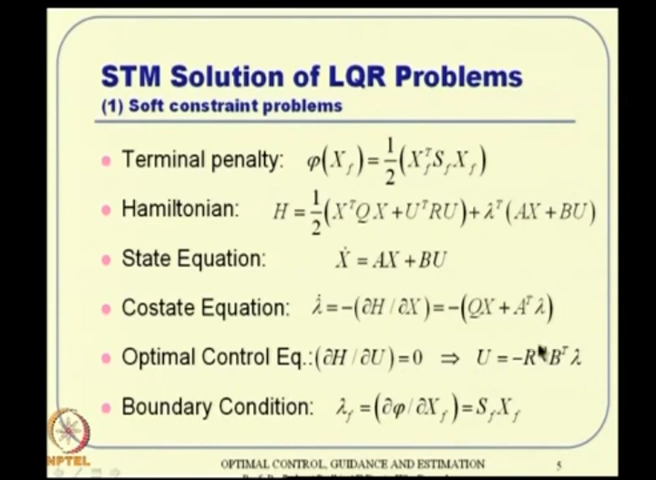 STM Solution of LQR Problems
(1) Soft constraint problems
• Terminal penalty: φ(X_f) = 1/2 (X_f^T S_f X_f)
• Hamiltonian: H = 1/2 (X^T QX + U^T RU) + λ^T (AX + BU)
• State Equation: Ẋ = AX + BU
• Costate Equation: λ̇ = −(∂H / ∂X) = −(QX + A^T λ)
• Optimal Control Eq.: (∂H / ∂U) = 0 ⇒ U = −R B^T λ
• Boundary Condition: λ_f = (∂φ / ∂X_f) = S_f X_f
NPTEL
OPTIMAL CONTROL, GUIDANCE AND ESTIMATION 5